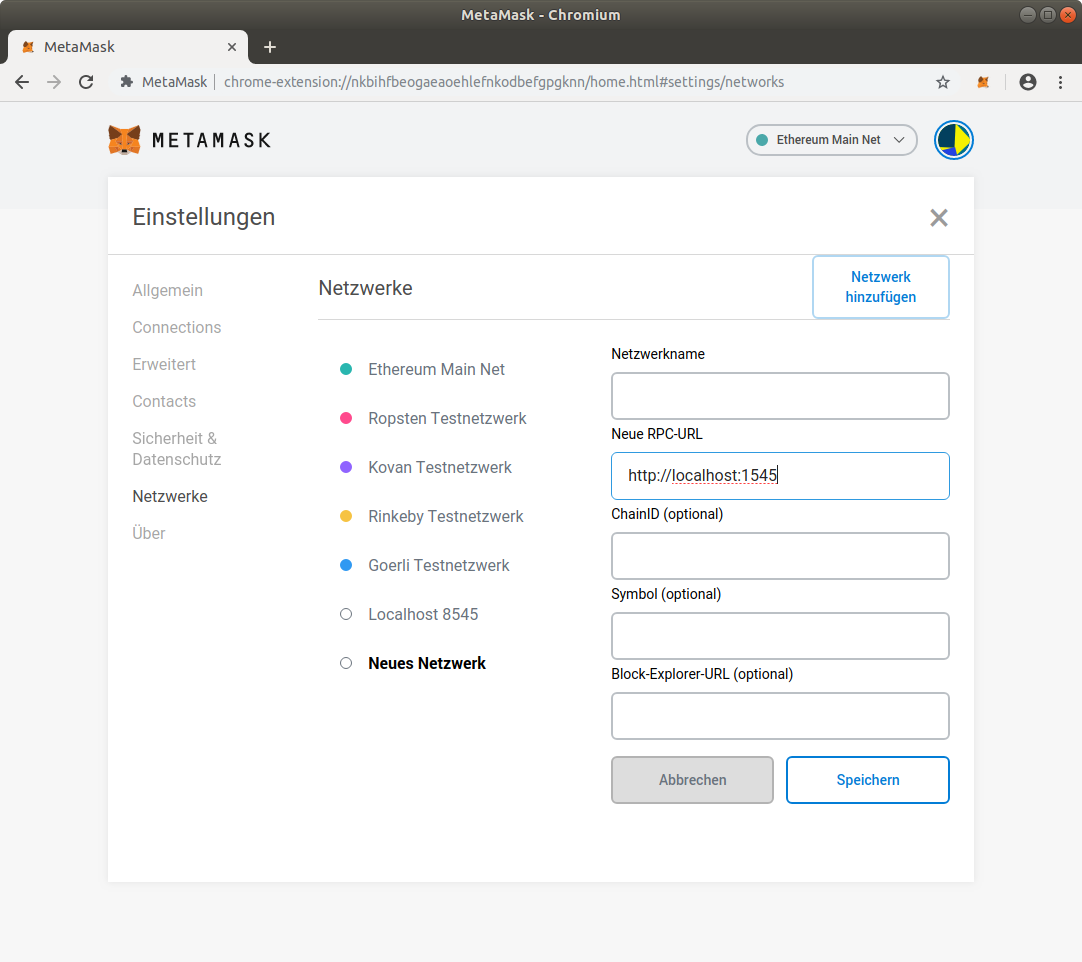 MetaMask - Chromium
MetaMask
MetaMask
chrome-extension://nkbihfbeogaeaoehlefnkodbefgpgknn/home.html#settings/networks
METAMASK
Ethereum Main Net
Einstellungen
Allgemein
Connections
Erweitert
Contacts
Sicherheit &
Datenschutz
Netzwerke
Über
Netzwerke
Netzwerk
hinzufügen
Ethereum Main Net
Ropsten Testnetzwerk
Kovan Testnetzwerk
Rinkeby Testnetzwerk
Goerli Testnetzwerk
Localhost 8545
Neues Netzwerk
Netzwerkname
Neue RPC-URL
http://localhost:1545
ChainID (optional)
Symbol (optional)
Block-Explorer-URL (optional)
Abbrechen
Speichern